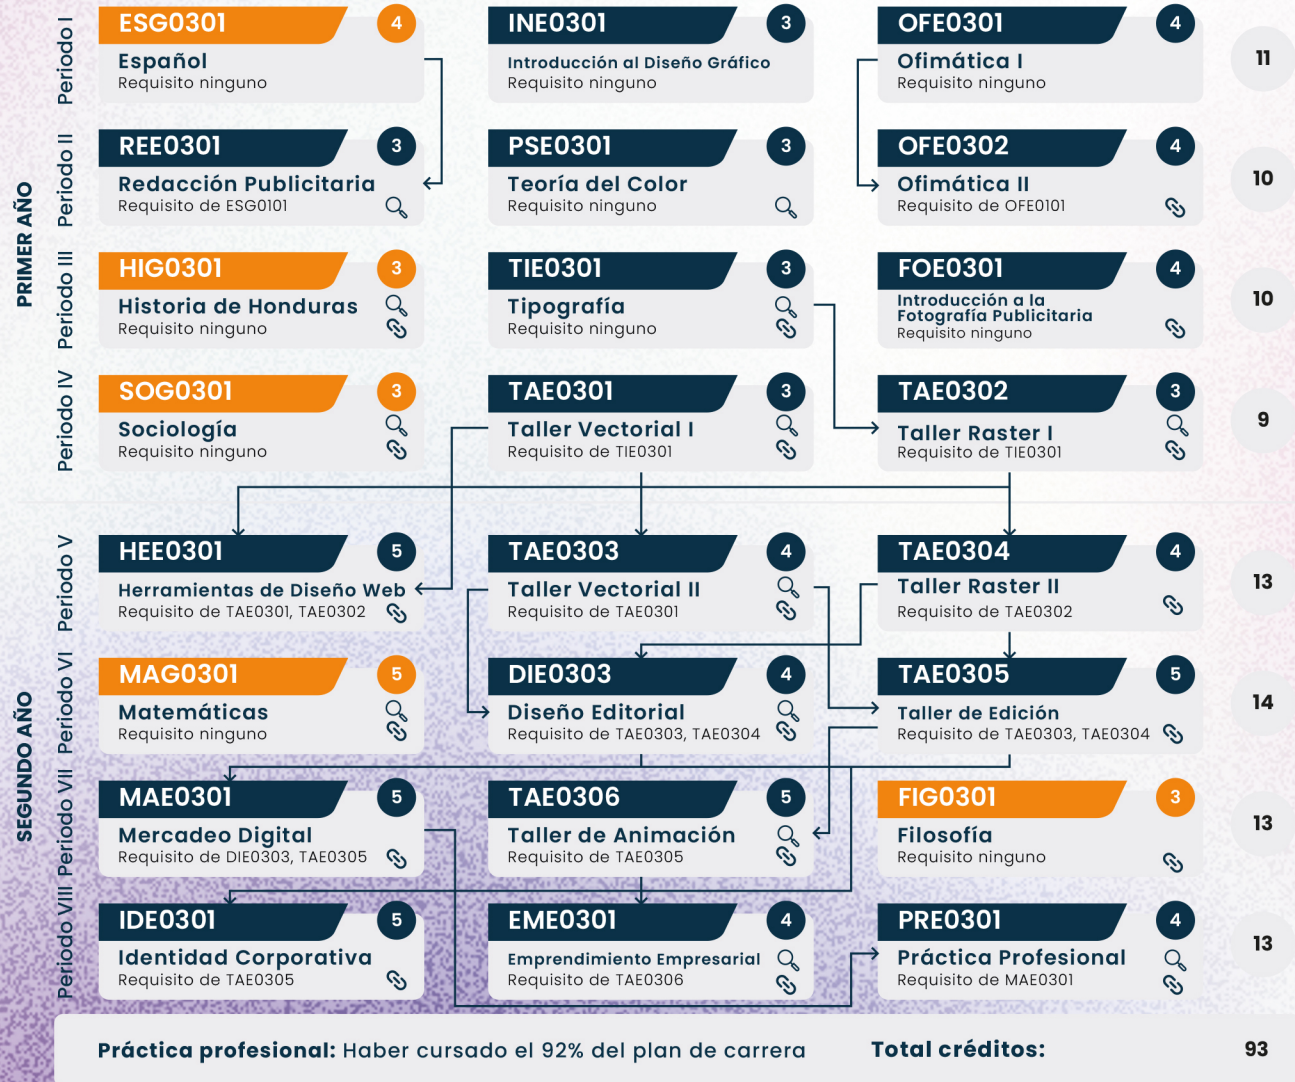 PRIMER AÑO
Periodo I
ESG0301 4
Español
Requisito ninguno
INE0301 3
Introducción al Diseño Gráfico
Requisito ninguno
OFE0301 4
Ofimática I
Requisito ninguno
11
Periodo II
REE0301 3
Redacción Publicitaria
Requisito de ESG0101
PSE0301 3
Teoría del Color
Requisito ninguno
OFE0302 4
Ofimática II
Requisito de OFE0101
10
Periodo III
HIG0301 3
Historia de Honduras
Requisito ninguno
TIE0301 3
Tipografía
Requisito ninguno
FOE0301 4
Introducción a la
Fotografía Publicitaria
Requisito ninguno
10
Periodo IV
SOG0301 3
Sociología
Requisito ninguno
TAE0301 3
Taller Vectorial I
Requisito de TIE0301
TAE0302 3
Taller Raster I
Requisito de TIE0301
9
SEGUNDO AÑO
Periodo V
HEE0301 5
Herramientas de Diseño Web
Requisito de TAE0301, TAE0302
TAE0303 4
Taller Vectorial II
Requisito de TAE0301
TAE0304 4
Taller Raster II
Requisito de TAE0302
13
Periodo VI
MAG0301 5
Matemáticas
Requisito ninguno
DIE0303 4
Diseño Editorial
Requisito de TAE0303, TAE0304
TAE0305 5
Taller de Edición
Requisito de TAE0303, TAE0304
14
Periodo VII
MAE0301 5
Mercadeo Digital
Requisito de DIE0303, TAE0305
TAE0306 5
Taller de Animación
Requisito de TAE0305
FIG0301 3
Filosofía
Requisito ninguno
13
Periodo VIII
IDE0301 5
Identidad Corporativa
Requisito de TAE0305
EME0301 4
Emprendimiento Empresarial
Requisito de TAE0306
PRE0301 4
Práctica Profesional
Requisito de MAE0301
13
Práctica profesional: Haber cursado el 92% del plan de carrera
Total créditos: 93